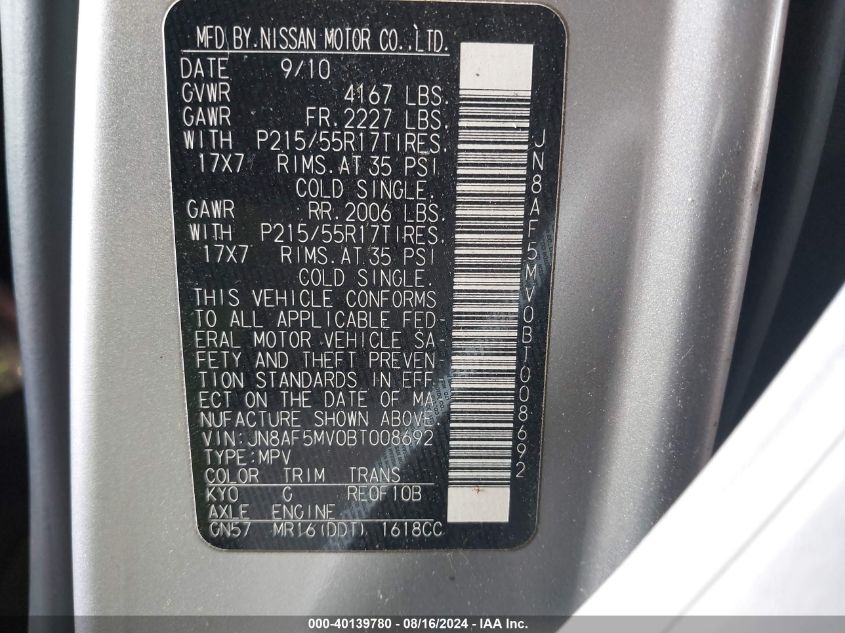 MFD BY.NISSAN MOTOR CO.,LTD.
DATE 9/10
GVWR 4167 LBS.
GAWR FR.2227 LBS.
WITH P215/55R17TIRES.
17X7 RIMS.AT 35 PSI
COLD SINGLE.
GAWR RR.2006 LBS.
WITH P215/55R17TIRES.
17X7 RIMS.AT 35 PSI
COLD SINGLE.
THIS VEHICLE CONFORMS
TO ALL APPLICABLE FED-
ERAL MOTOR VEHICLE SA-
FETY AND THEFT PREVEN-
TION STANDARDS IN EFF-
ECT ON THE DATE OF MA-
NUFACTURE SHOWN ABOVE.
VIN:JN8AF5MV0BT008692
TYPE:MPV
COLOR TRIM TRANS
KY0 G RE0F10B
AXLE ENGINE
GN57 MR16(DDT) 1618CC
JN8AF5MV0BT008692
000-40139780 - 08/16/2024 - IAA Inc.